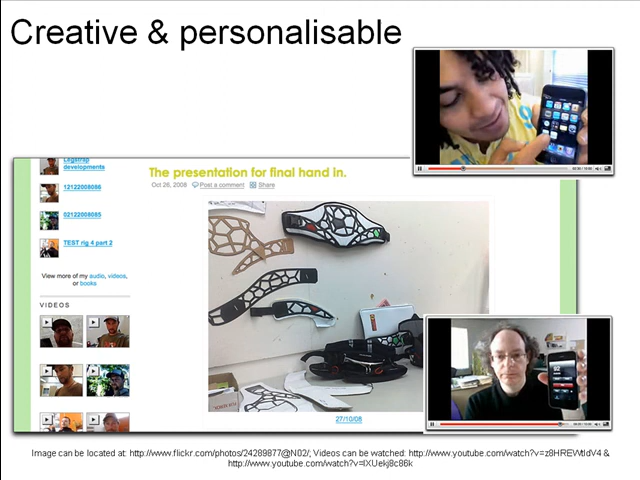 Creative & personalisable
Legstrap
developments
12122008086
02122008085
TEST rig 4 part 2
View more of my audio, videos,
or books
VIDEOS
The presentation for final hand in.
Oct 26, 2008 Post a comment Share
27/10/08
92
Image can be located at: http://www.flickr.com/photos/24289877@N02/, Videos can be watched: http://www.youtube.com/watch?v=z8HREWtldV4 &
http://www.youtube.com/watch?v=lXUekj8c86k